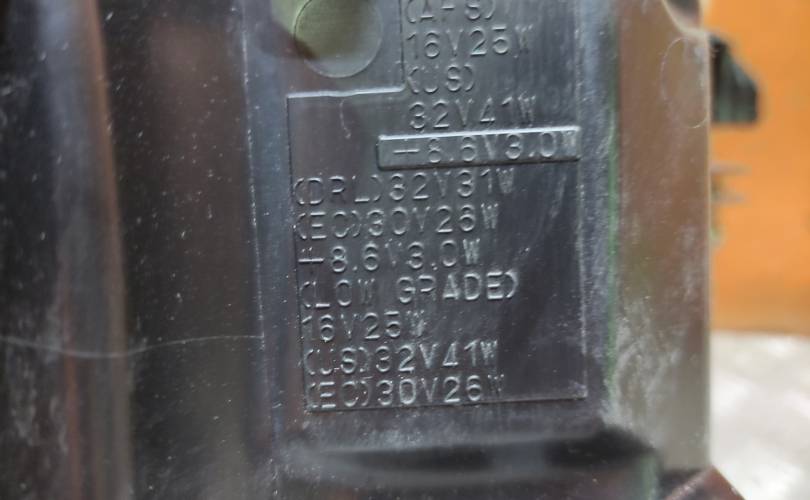 (AFS)
16V25W
(US)
32V41W
+8.6V3.0W
(DRL)32V31W
(EC)30V26W
+8.6V3.0W
(LOW GRADE)
16V25W
(US)32V41W
(EC)30V26W